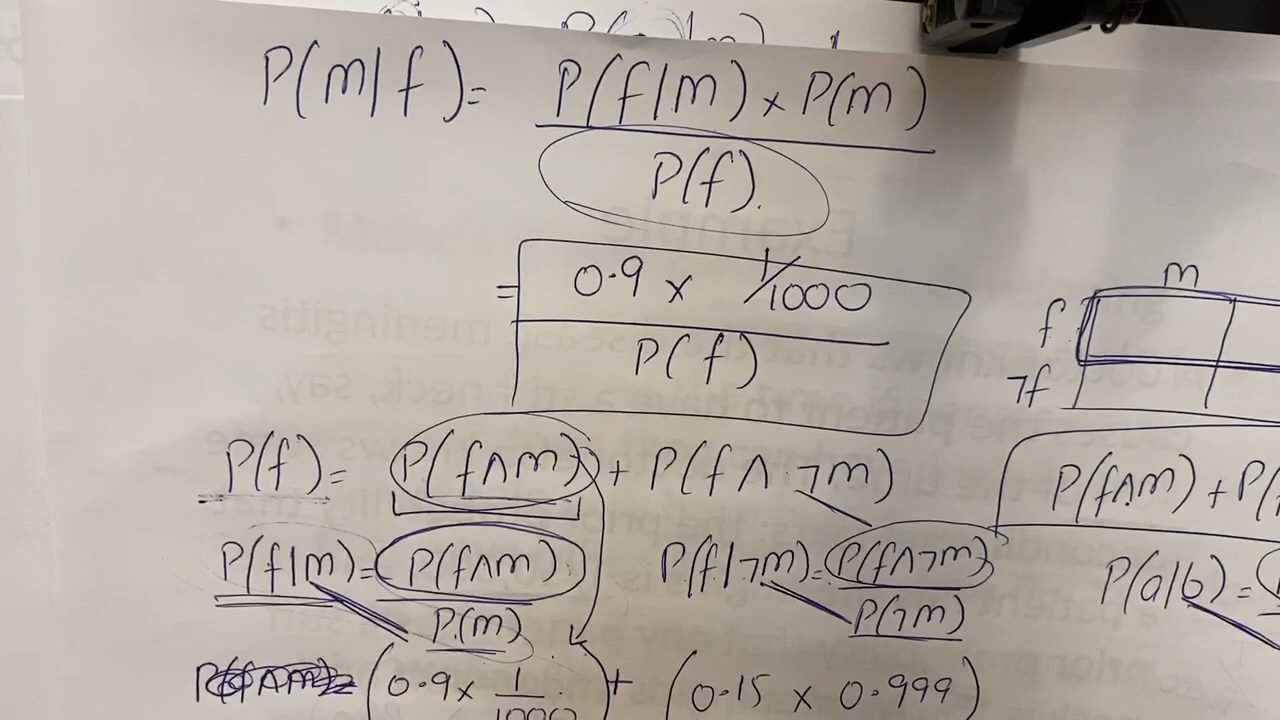 P(m|f) = P(f|m) × P(m)
P(f).
= 0.9 × 1/1000
P(f)
m
f
¬f
P(f) = P(f∧m) + P(f∧¬m)
P(f∧m) + P(
P(f|m) = P(f∧m)
P(m)
P(f|¬m) = P(f∧¬m)
P(¬m)
P(a|b) =
(0.9 × 1/1000) + (0.15 × 0.999)